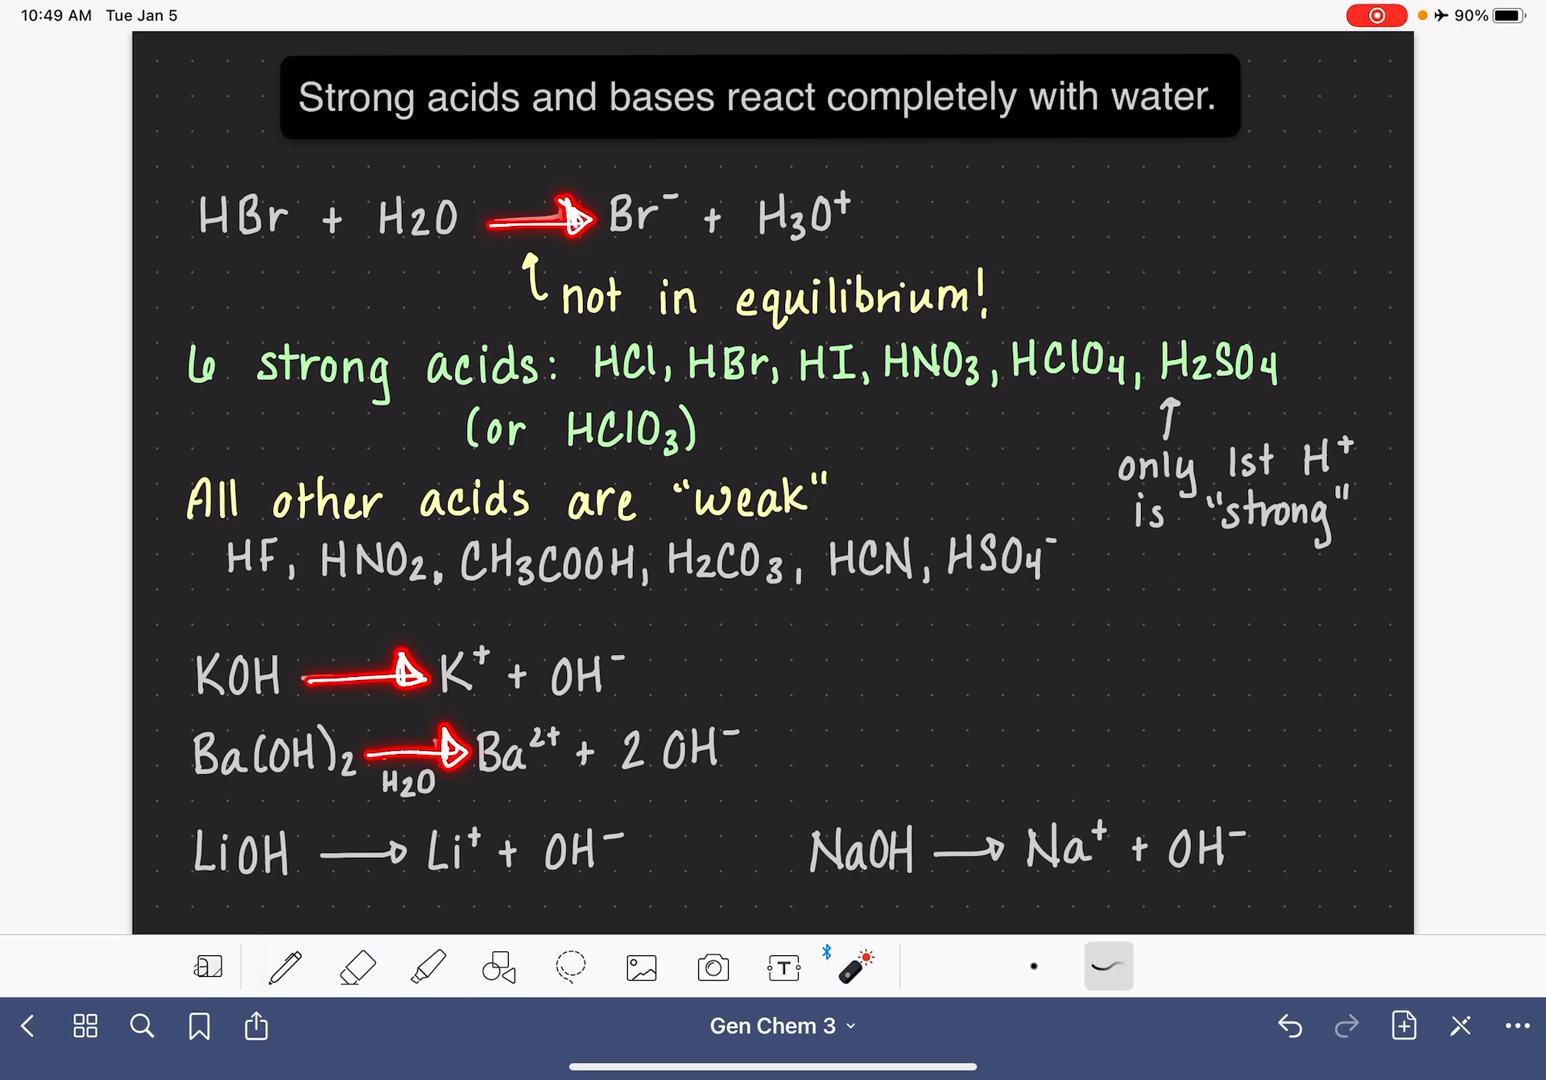 10:49 AM Tue Jan 5 90%
Strong acids and bases react completely with water.
HBr + H2O → Br⁻ + H₃O⁺
↑ not in equilibrium!
6 strong acids: HCl, HBr, HI, HNO₃, HClO₄, H₂SO₄
(or HClO₃)
↑ only 1st H⁺
is "strong"
All other acids are "weak"
HF, HNO₂, CH₃COOH, H₂CO₃, HCN, HSO₄⁻
KOH → K⁺ + OH⁻
Ba(OH)₂ → Ba²⁺ + 2 OH⁻
H₂O
LiOH → Li⁺ + OH⁻ NaOH → Na⁺ + OH⁻
Gen Chem 3